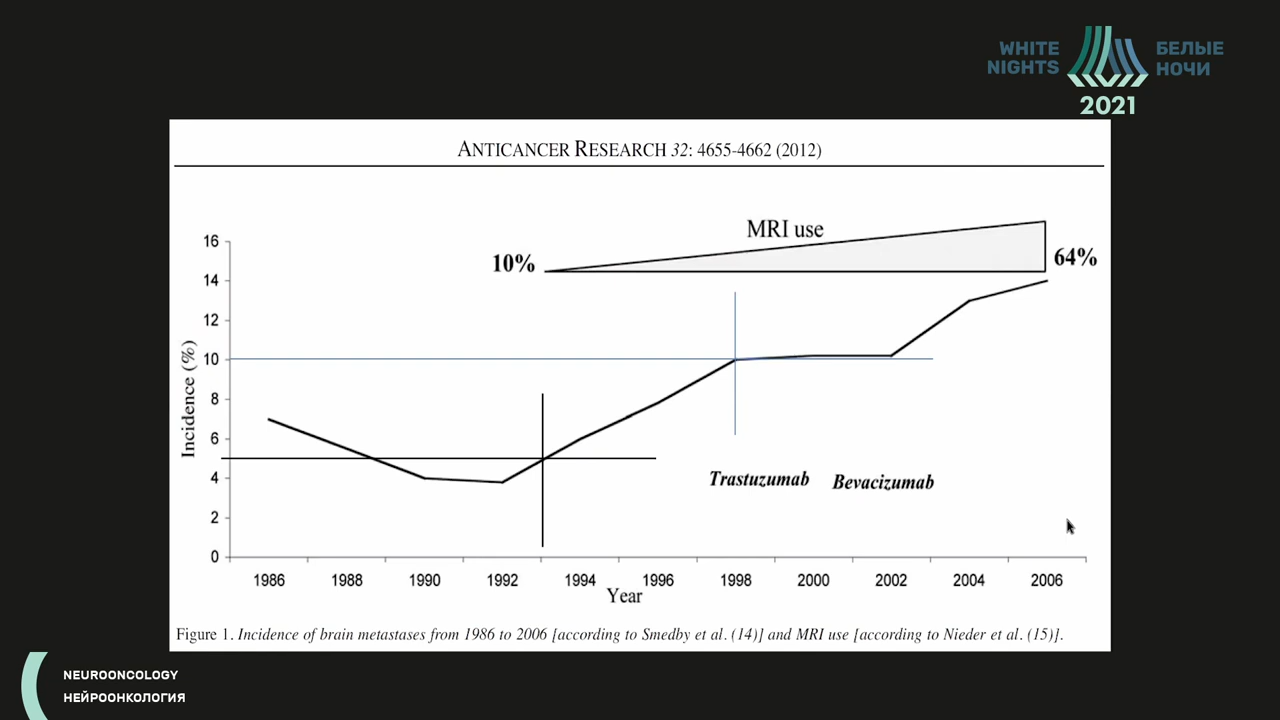 WHITE NIGHTS
БЕЛЫЕ НОЧИ
2021
ANTICANCER RESEARCH 32: 4655-4662 (2012)
MRI use
10%
64%
16
14
12
10
8
6
4
2
0
Incidence (%)
Trastuzumab
Bevacizumab
1986 1988 1990 1992 1994 1996 1998 2000 2002 2004 2006
Year
Figure 1. Incidence of brain metastases from 1986 to 2006 [according to Smedby et al. (14)] and MRI use [according to Nieder et al. (15)].
NEUROONCOLOGY
НЕЙРООНКОЛОГИЯ